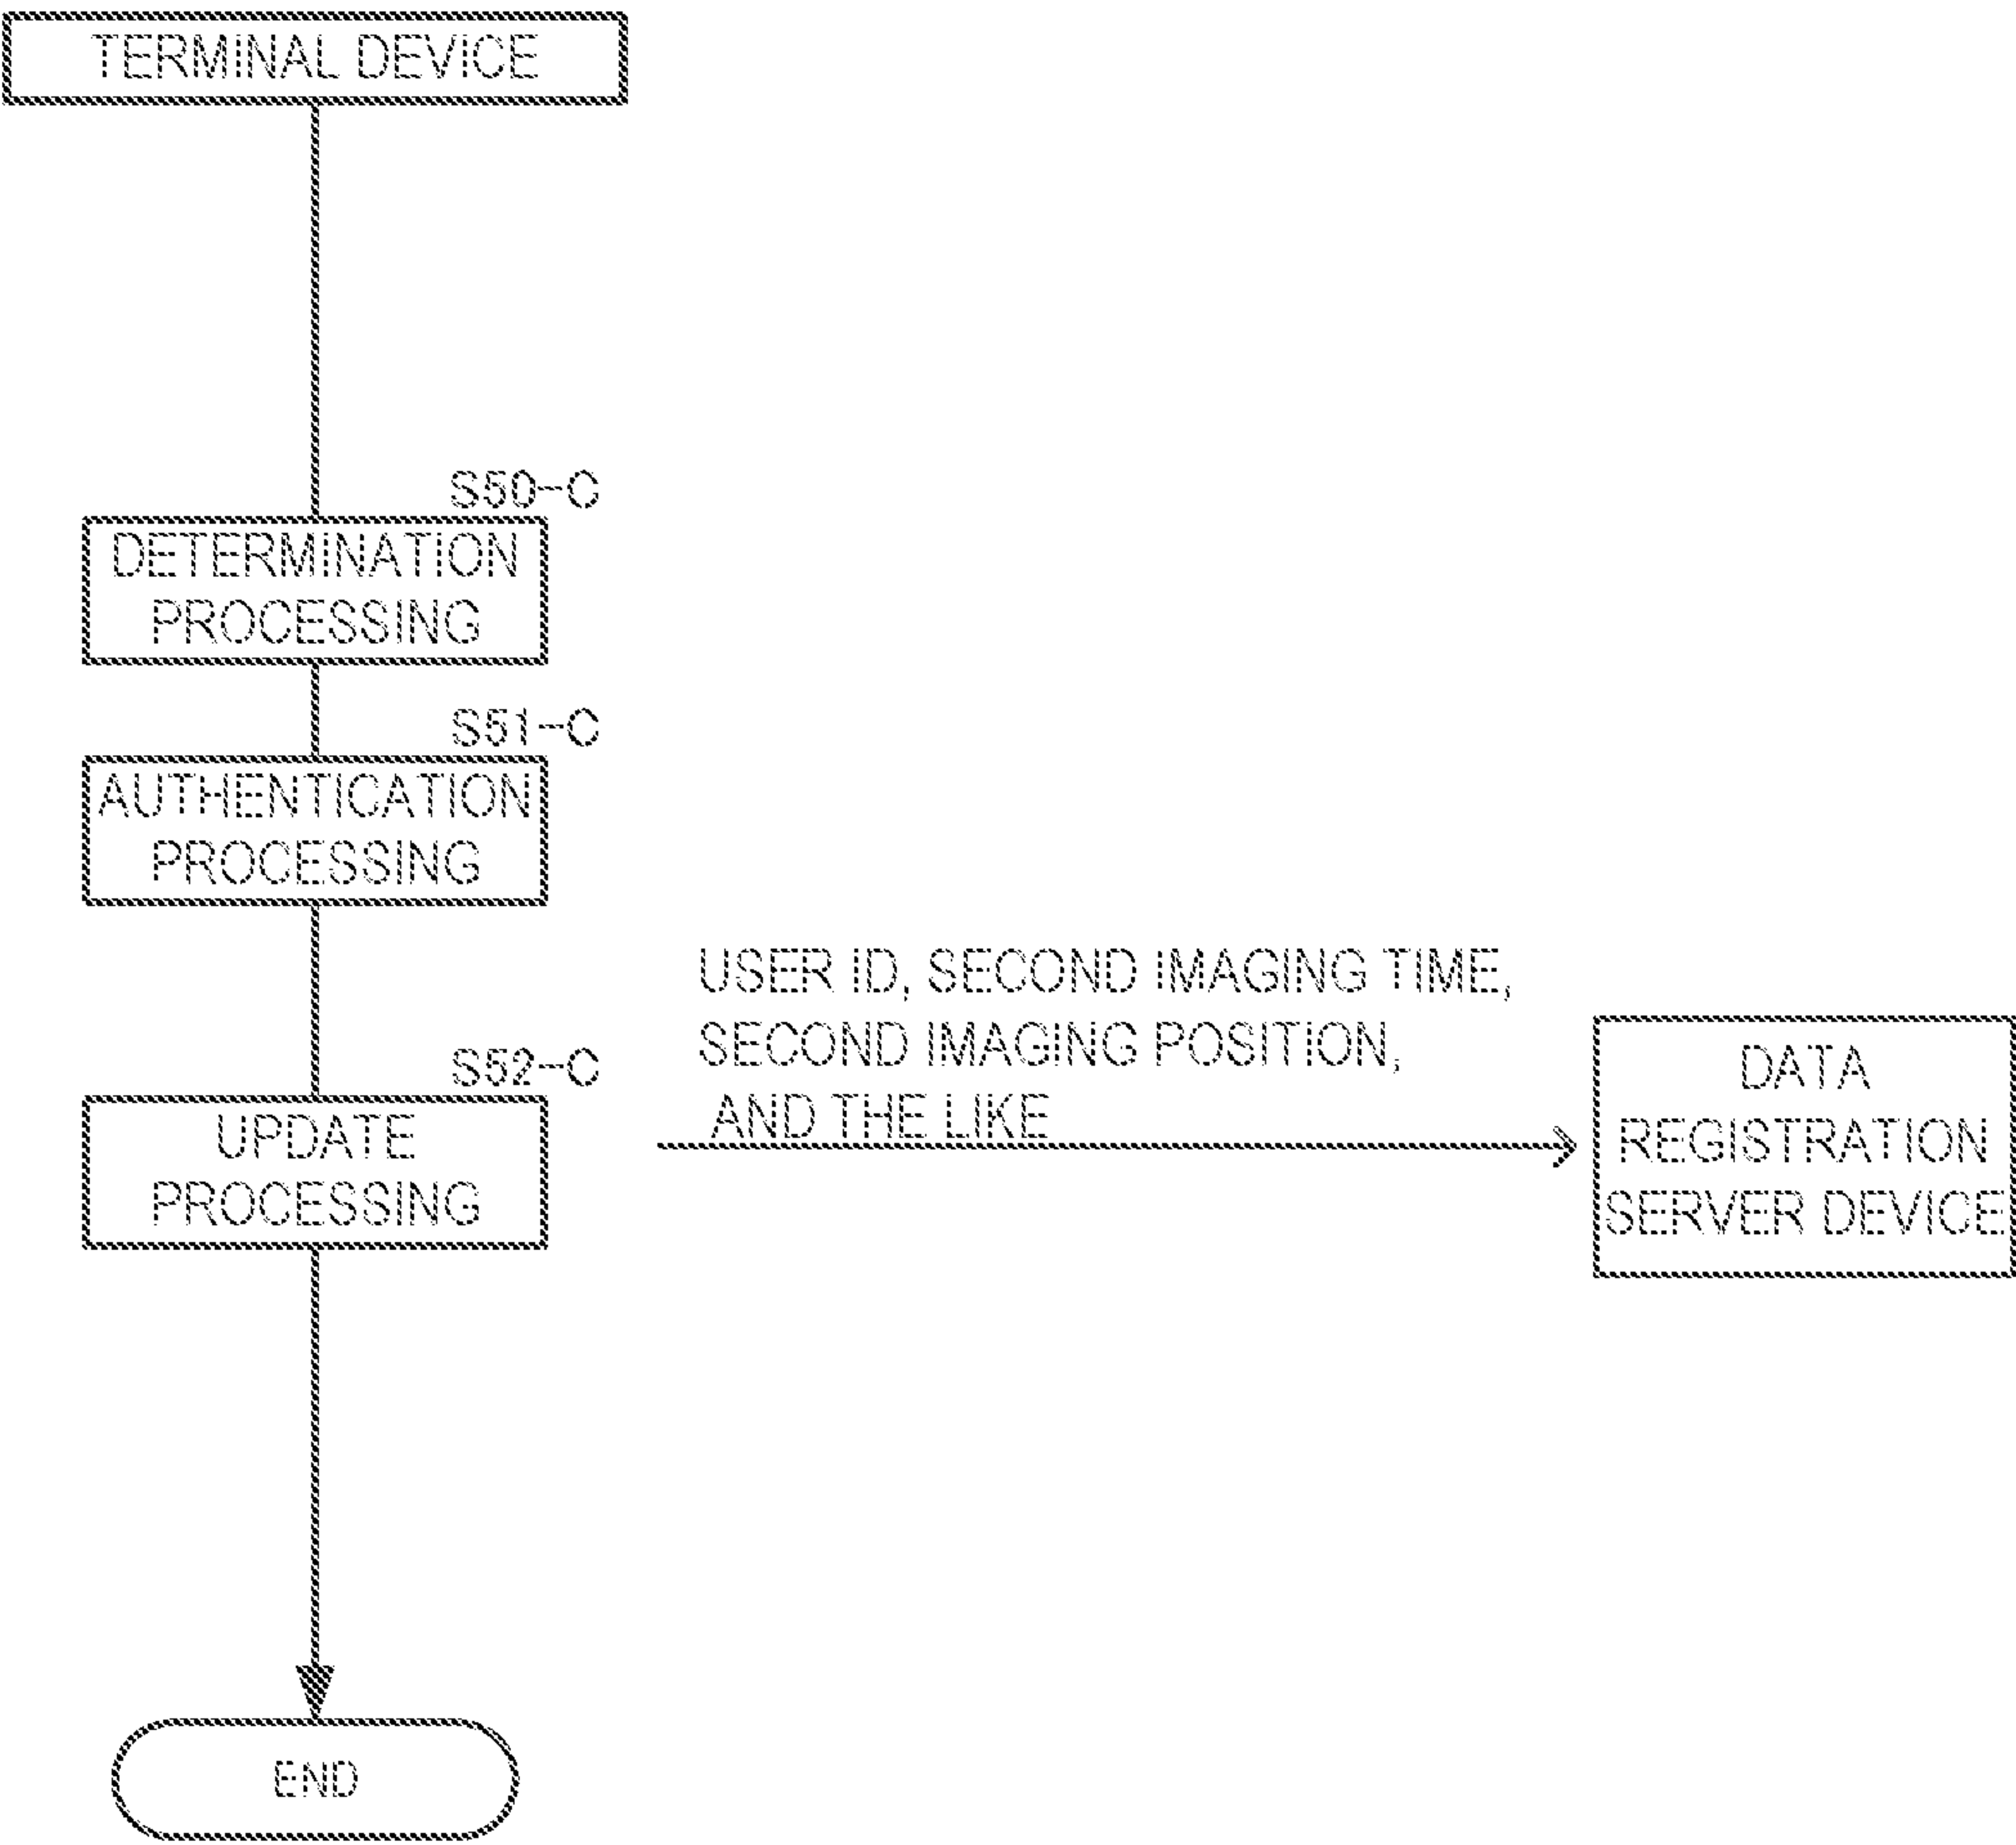 TERMINAL DEVICE
S50-C
DETERMINATION
PROCESSING
S51-C
AUTHENTICATION
PROCESSING
S52-C
UPDATE
PROCESSING
USER ID, SECOND IMAGING TIME,
SECOND IMAGING POSITION,
AND THE LIKE
DATA
REGISTRATION
SERVER DEVICE
END